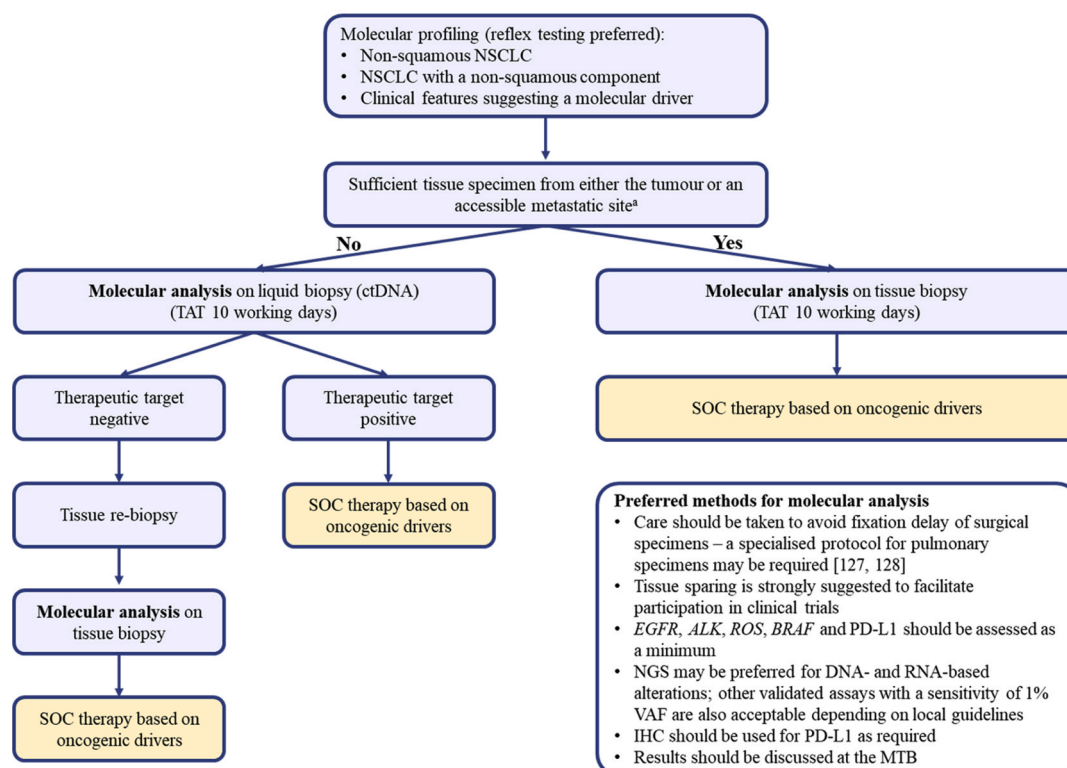 Molecular profiling (reflex testing preferred):
• Non-squamous NSCLC
• NSCLC with a non-squamous component
• Clinical features suggesting a molecular driver
Sufficient tissue specimen from either the tumour or an
accessible metastatic siteᵃ
No
Yes
Molecular analysis on liquid biopsy (ctDNA)
(TAT 10 working days)
Molecular analysis on tissue biopsy
(TAT 10 working days)
Therapeutic target
negative
Therapeutic target
positive
SOC therapy based on oncogenic drivers
Tissue re-biopsy
SOC therapy based on
oncogenic drivers
Molecular analysis on
tissue biopsy
SOC therapy based on
oncogenic drivers
Preferred methods for molecular analysis
• Care should be taken to avoid fixation delay of surgical
specimens – a specialised protocol for pulmonary
specimens may be required [127, 128]
• Tissue sparing is strongly suggested to facilitate
participation in clinical trials
• EGFR, ALK, ROS, BRAF and PD-L1 should be assessed as
a minimum
• NGS may be preferred for DNA- and RNA-based
alterations; other validated assays with a sensitivity of 1%
VAF are also acceptable depending on local guidelines
• IHC should be used for PD-L1 as required
• Results should be discussed at the MTB